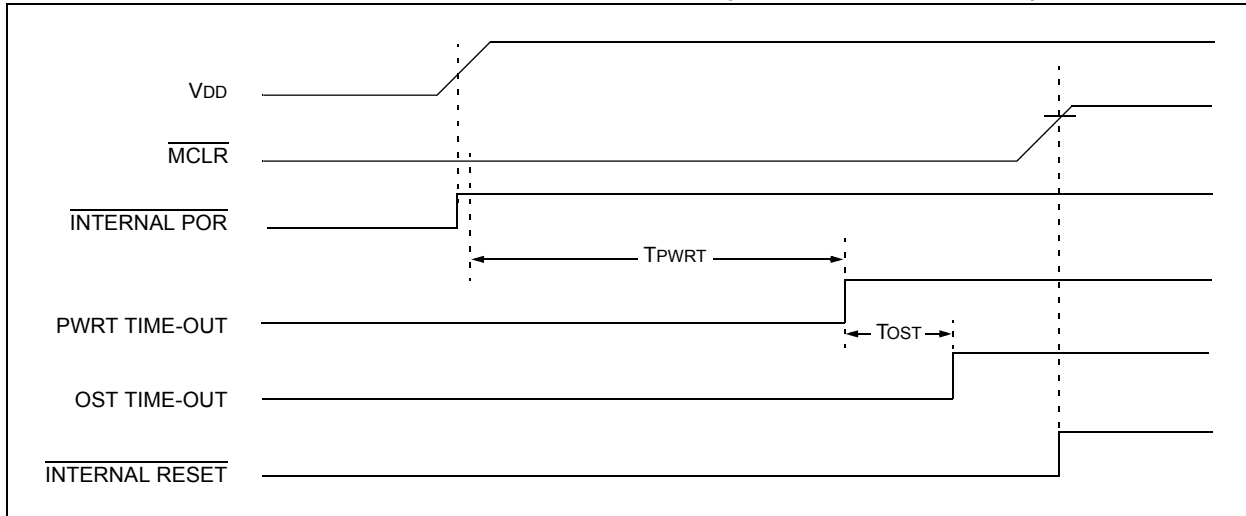 VDD
MCLR
INTERNAL POR
TPWRT
PWRT TIME-OUT
TOST
OST TIME-OUT
INTERNAL RESET